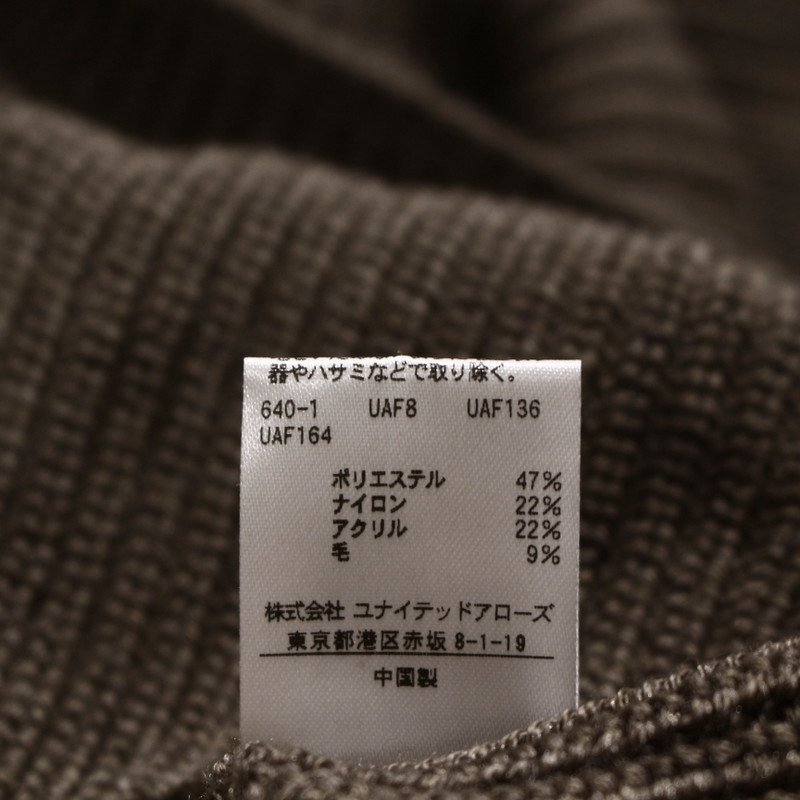 器やハサミなどで取り除く。
640-1 UAF8 UAF136
UAF164
ポリエステル 47%
ナイロン 22%
アクリル 22%
毛 9%
株式会社 ユナイテッドアローズ
東京都港区赤坂 8-1-19
中国製